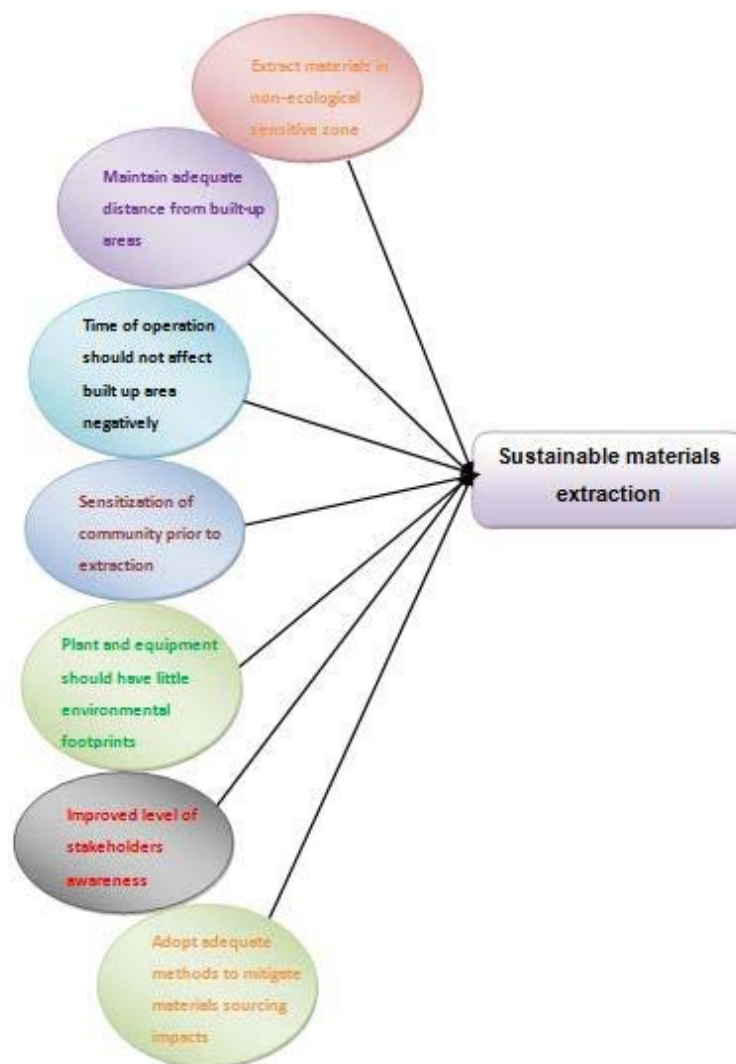 Extract materials in
non-ecological
sensitive zone
Maintain adequate
distance from built-up
areas
Time of operation
should not affect
built up area
negatively
Sensitization of
community prior to
extraction
Plant and equipment
should have little
environmental
footprints
Improved level of
stakeholders
awareness
Adopt adequate
methods to mitigate
materials sourcing
impacts
Sustainable materials
extraction